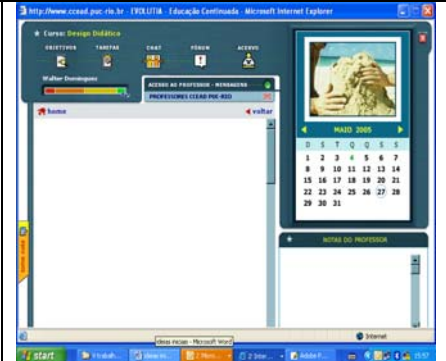 http://www.ccead.puc-rio.br - EVOLUTIA - Educação Continuada - Microsoft Internet Explorer
Curso: Design Didático
OBJETIVOS TAREFAS CHAT FÓRUM ACERVO
Walter Domingues
ACESSO AO PROFESSOR - MENSAGENS
PROFESSORES CCEAD PUC-RIO
home voltar
MAIO 2005
D S T Q Q S S
1 2 3 4 5 6 7
8 9 10 11 12 13 14
15 16 17 18 19 20 21
22 23 24 25 26 27 28
29 30 31
NOTAS DO PROFESSOR
Internet
ideias iniciais - Microsoft Word
start
15:57